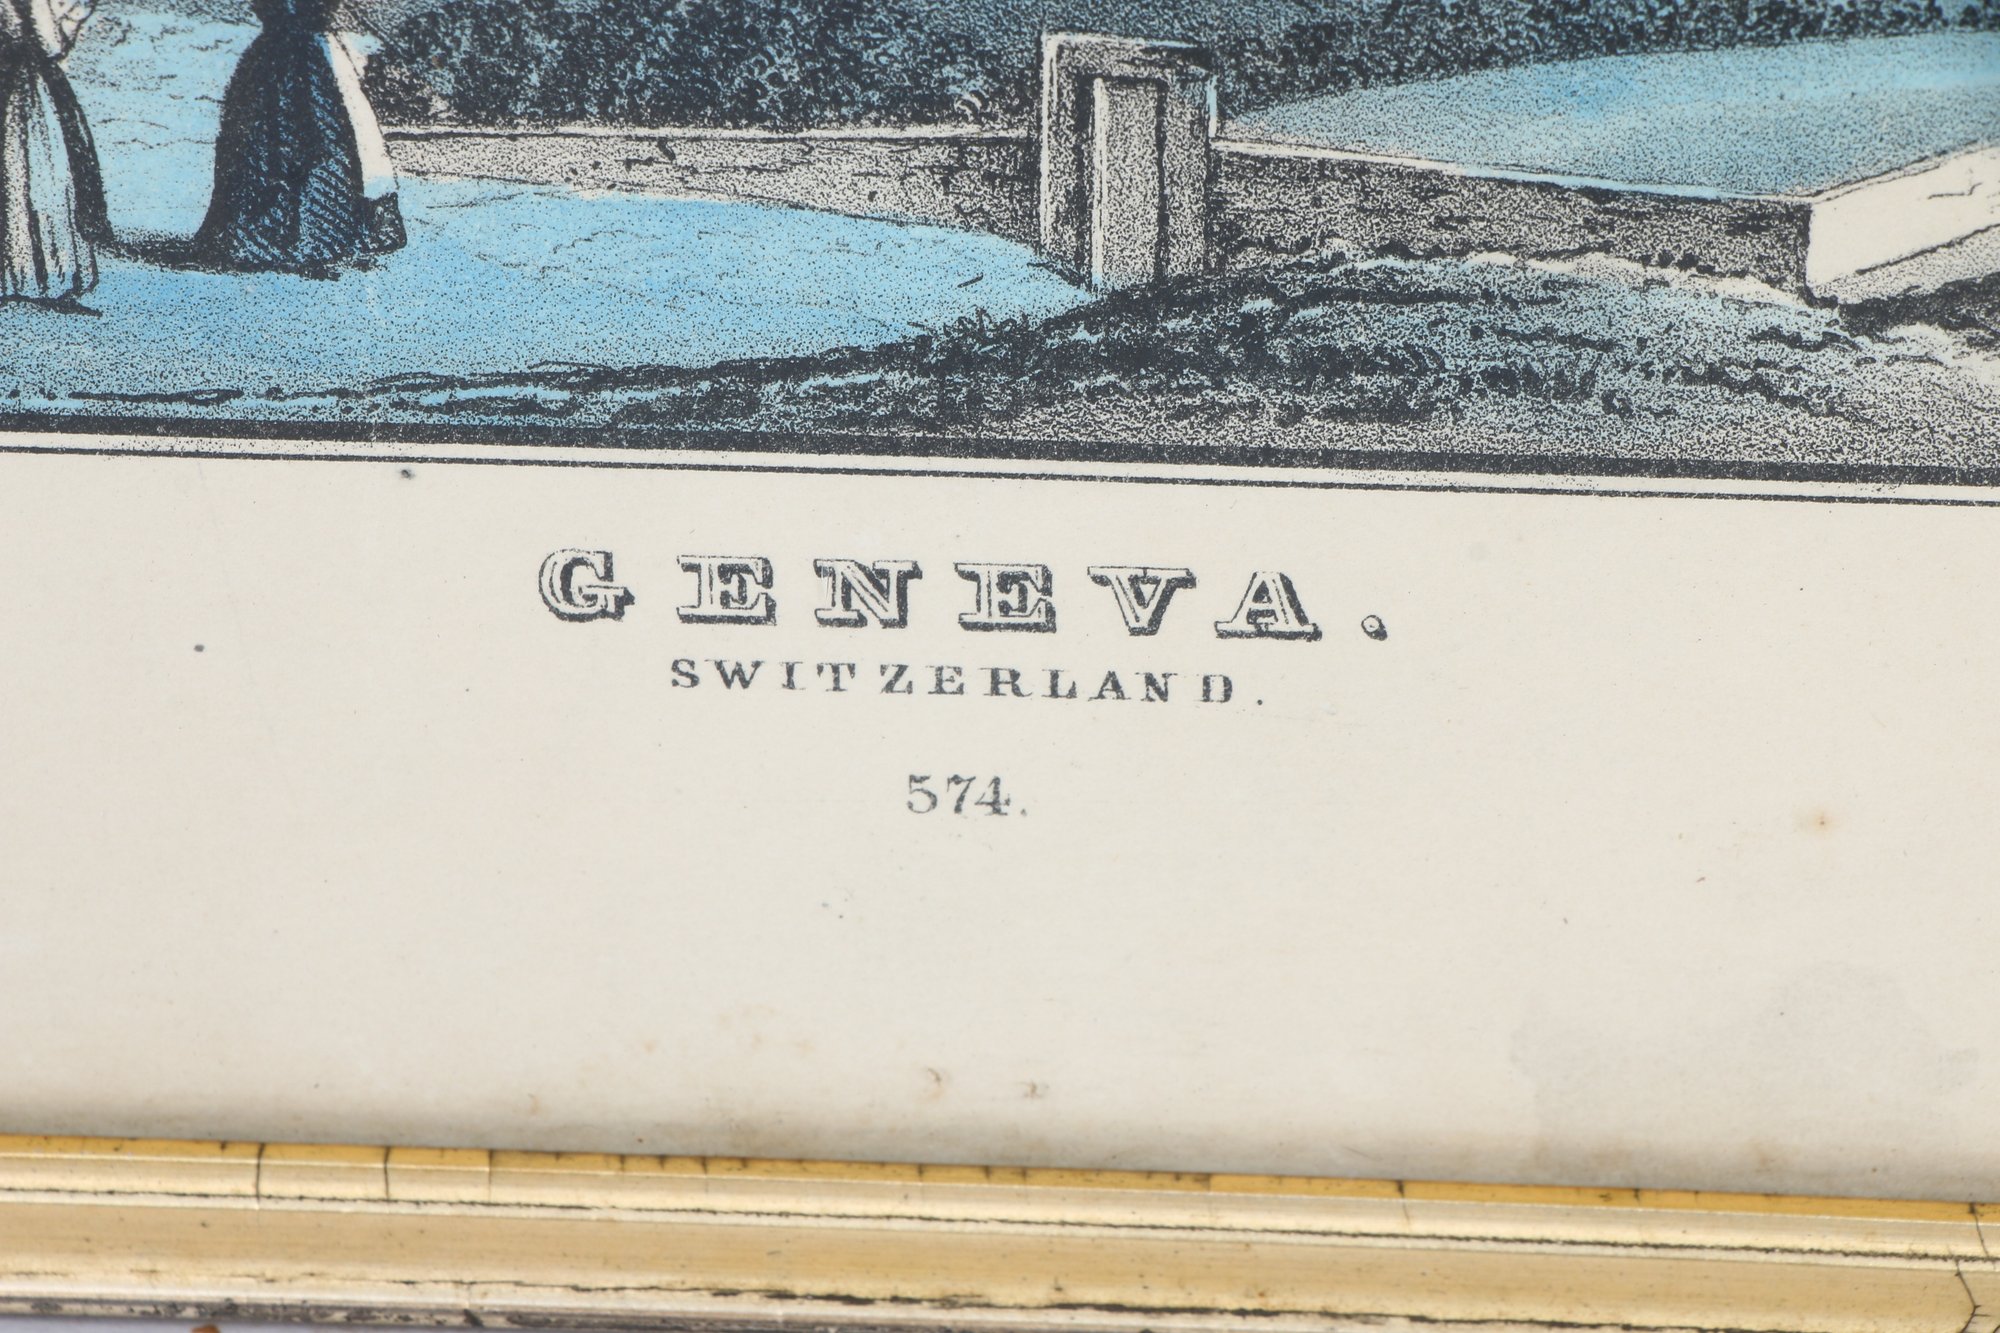 GENEVA.
SWITZERLAND.
574.